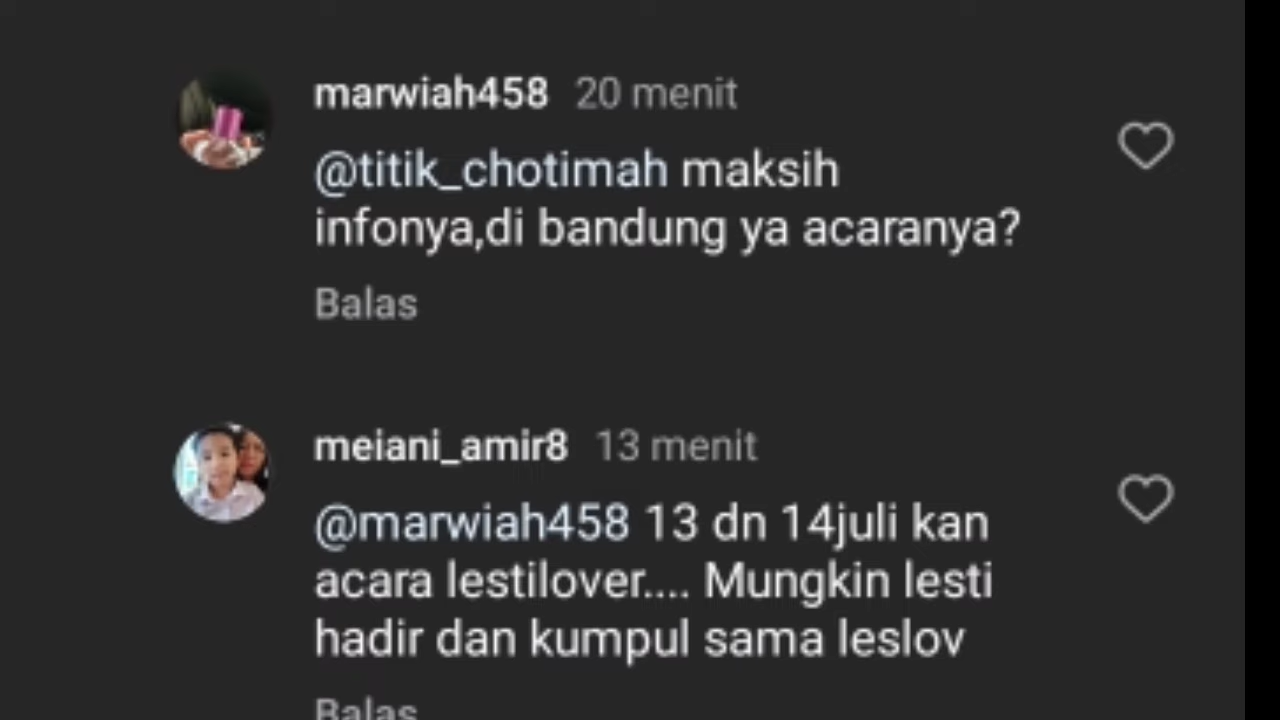 marwiah458 20 menit
@titik_chotimah maksih
infonya,di bandung ya acaranya?
Balas
meiani_amir8 13 menit
@marwiah458 13 dn 14juli kan
acara lestilover.... Mungkin lesti
hadir dan kumpul sama leslov
Balas